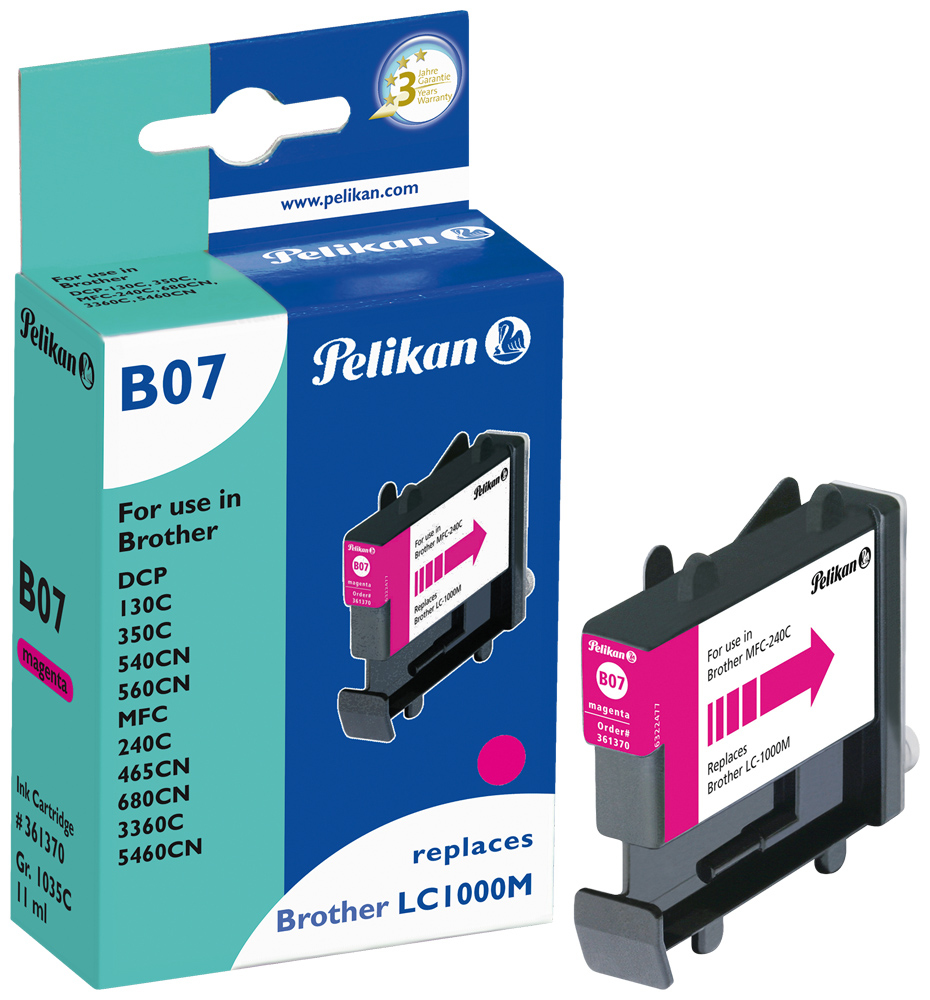 3 Jahre
Garantie
Years
Warranty
www.pelikan.com
Pelikan
For use in
Brother
DCP-130C, 350C,
MFC-240C, 680CN,
3360C, 5460CN
Pelikan
B07
Pelikan
For use in
Brother
DCP
130C
350C
540CN
560CN
MFC
240C
465CN
680CN
3360C
5460CN
B07
magenta
Ink Cartridge
#361370
Gr. 1035C
11 ml
Pelikan
Pelikan
B07
magenta
Order#
361370
6322477
For use in
Brother MFC-240C
Replaces
Brother LC-1000M
replaces
Brother LC1000M
Pelikan
Pelikan
B07
magenta
Order#
361370
6322477
For use in
Brother MFC-240C
Replaces
Brother LC-1000M